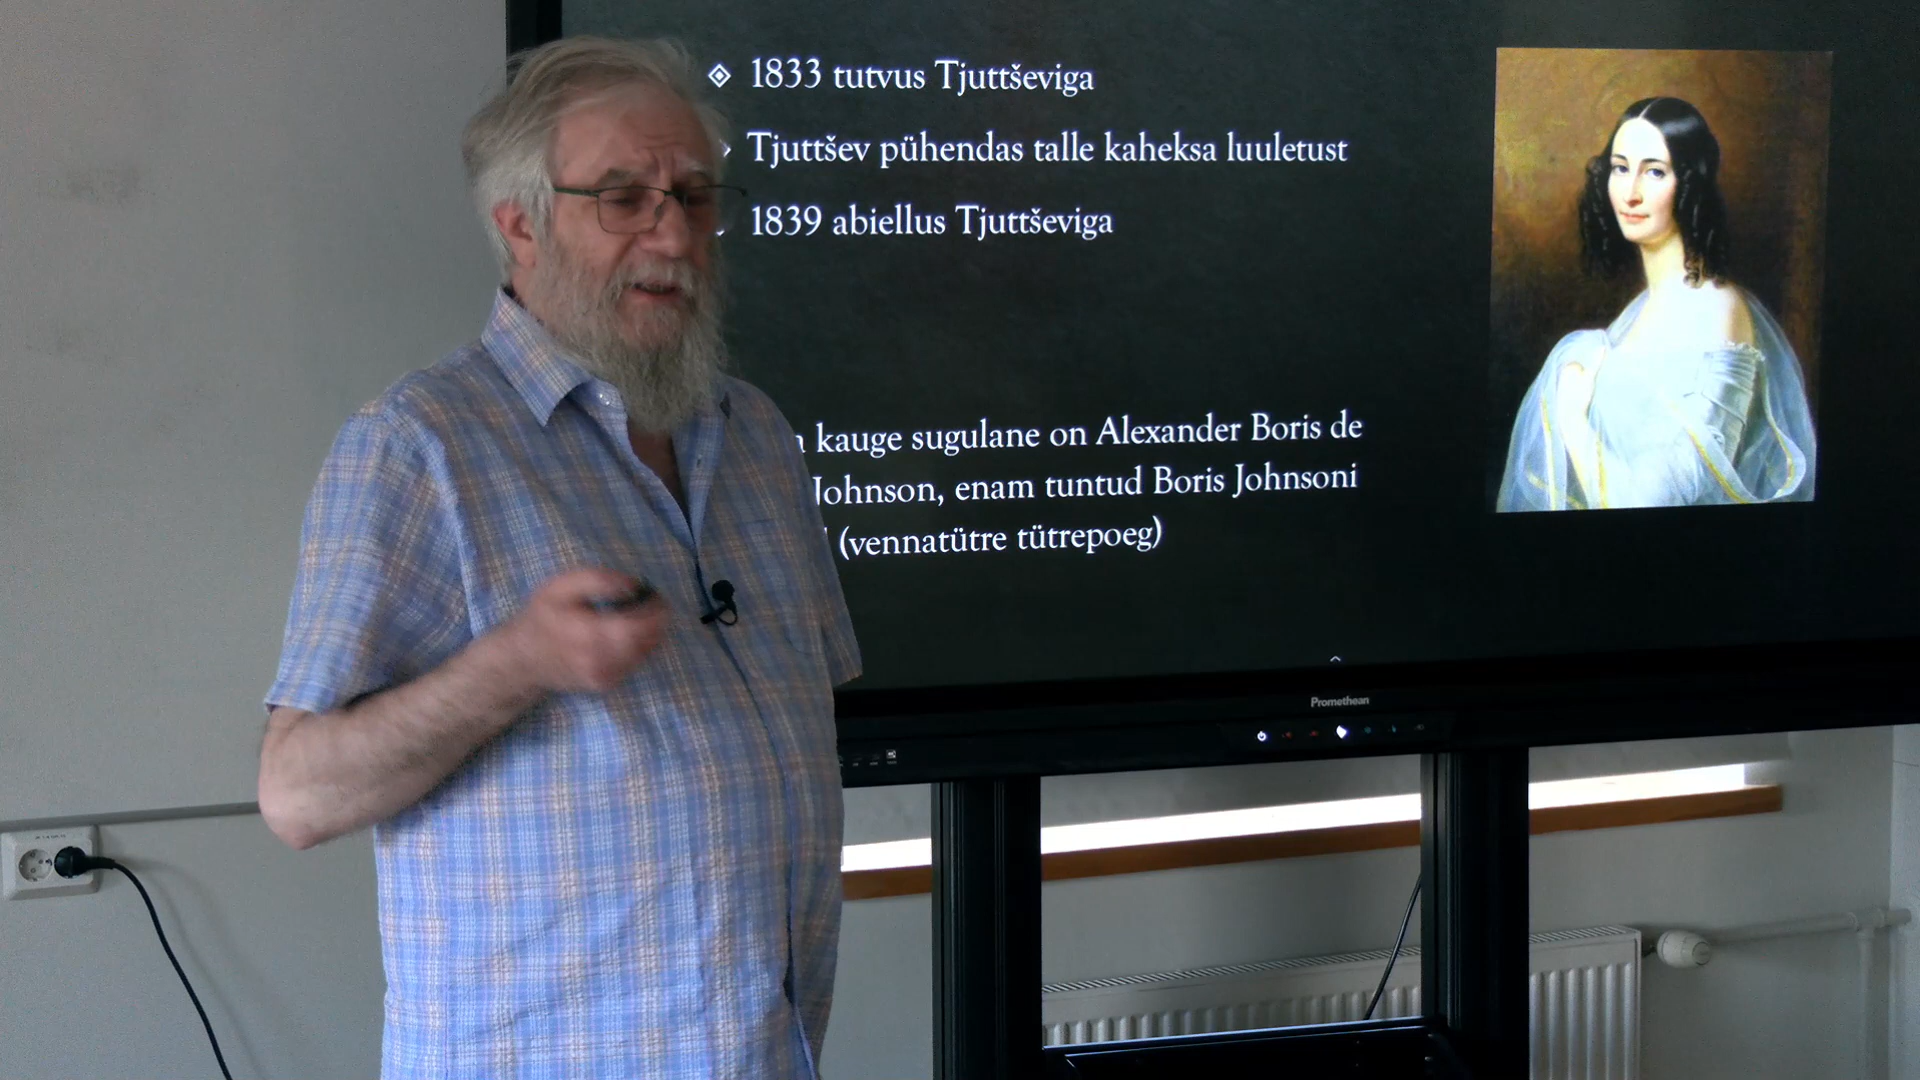 1833 tutvus Tjuttševiga
Tjuttšev pühendas talle kaheksa luuletust
1839 abiellus Tjuttševiga
kauge sugulane on Alexander Boris de
Johnson, enam tuntud Boris Johnsoni
(vennatütre tütrepoeg)
Promethean